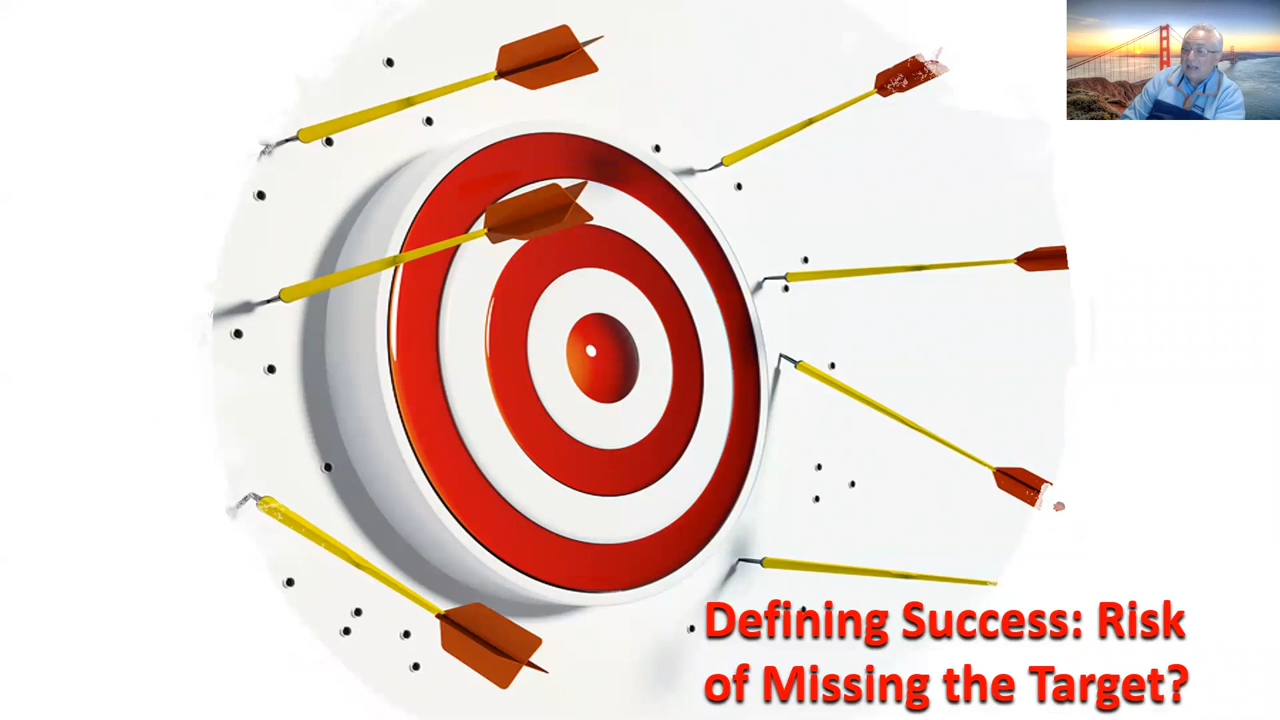 Defining Success: Risk
of Missing the Target?